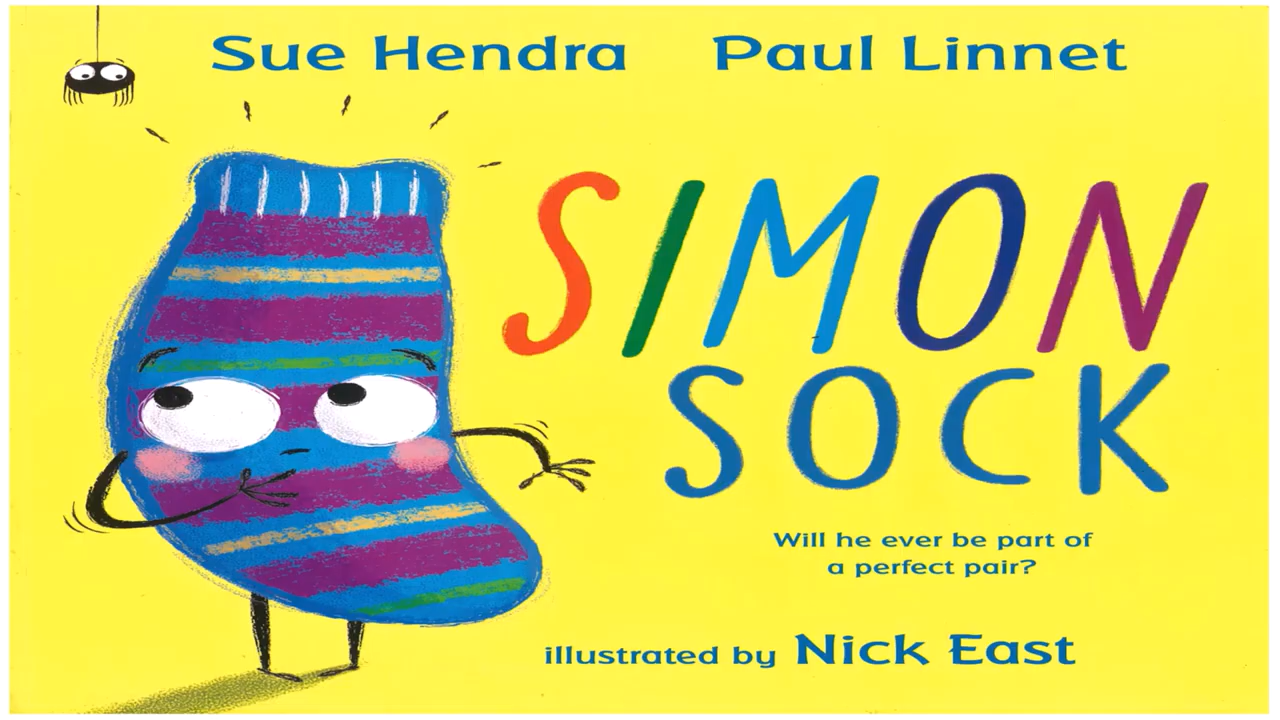 Sue Hendra Paul Linnet
SIMON
SOCK
Will he ever be part of
a perfect pair?
illustrated by Nick East